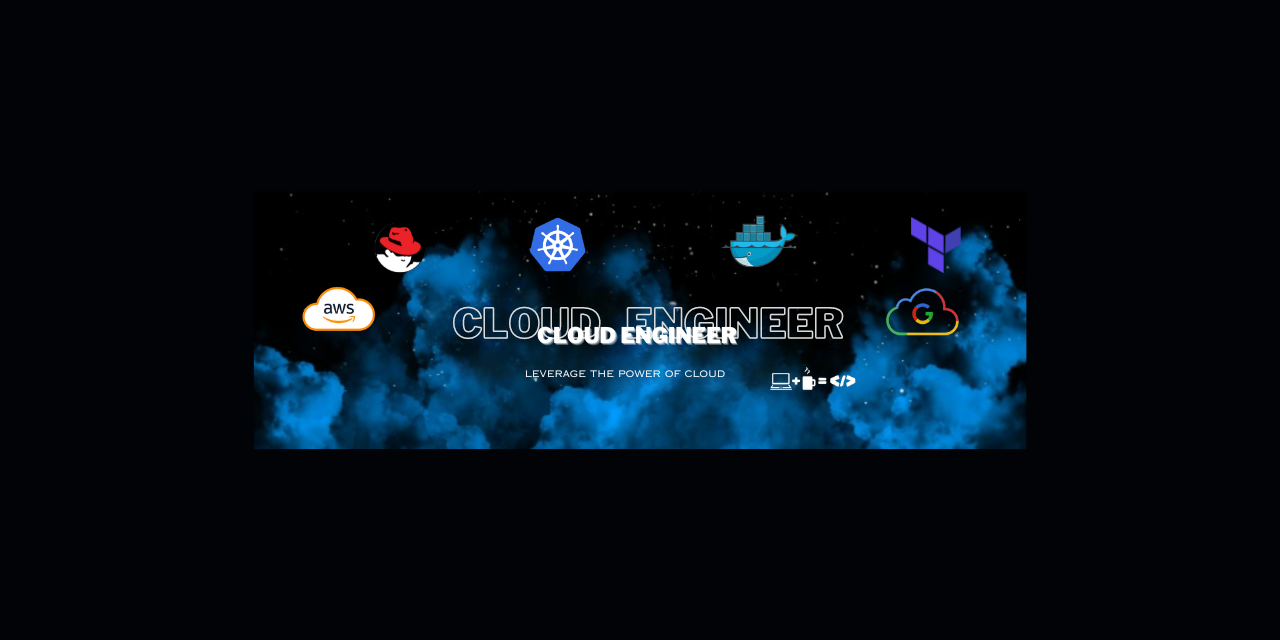 aws
CLOUD ENGINEER
CLOUD ENGINEER
LEVERAGE THE POWER OF CLOUD
+ = </>
G